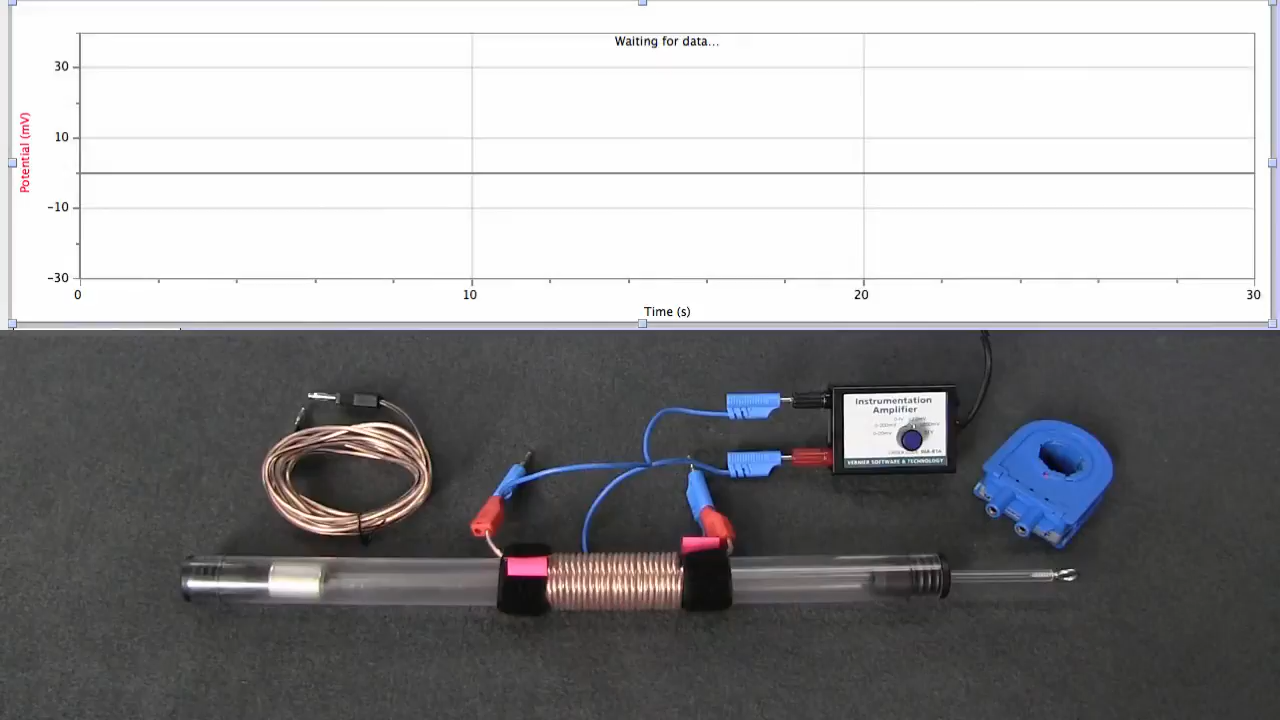 Waiting for data...
30
10
-10
-30
Potential (mV)
0
10
20
30
Time (s)
Instrumentation
Amplifier
VERNIER SOFTWARE & TECHNOLOGY